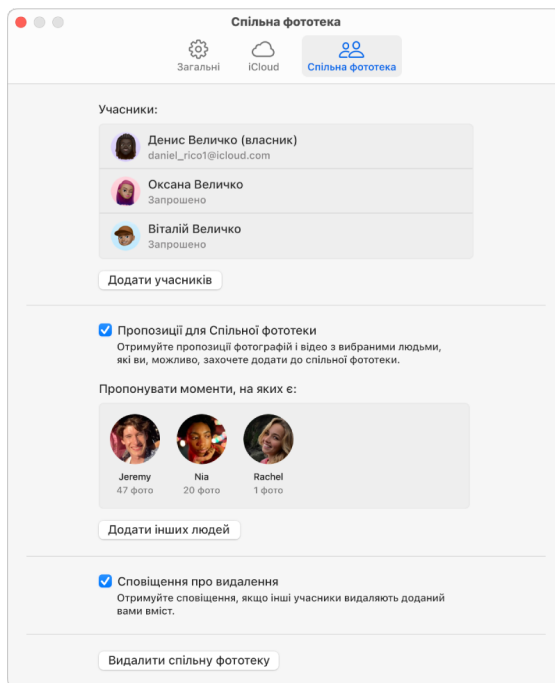 Спільна фототека
Загальні
iCloud
Спільна фототека
Учасники:
Денис Величко (власник)
daniel_rico1@icloud.com
Оксана Величко
Запрошено
Віталій Величко
Запрошено
Додати учасників
Пропозиції для Спільної фототеки
Отримуйте пропозиції фотографій і відео з вибраними людьми,
які ви, можливо, захочете додати до спільної фототеки.
Пропонувати моменти, на яких є:
Jeremy
47 фото
Nia
20 фото
Rachel
1 фото
Додати інших людей
Сповіщення про видалення
Отримуйте сповіщення, якщо інші учасники видаляють доданий
вами вміст.
Видалити спільну фототеку